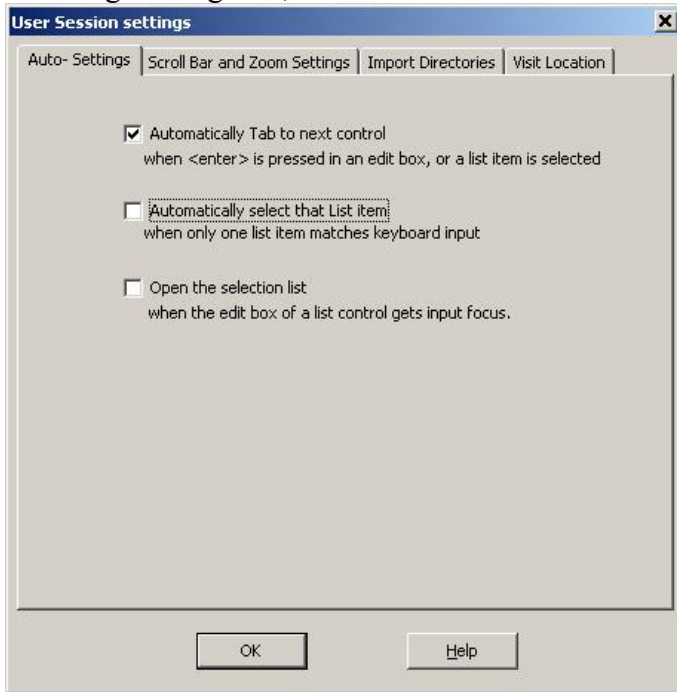 User Session settings
Auto- Settings
Scroll Bar and Zoom Settings
Import Directories
Visit Location
Automatically Tab to next control
when <enter> is pressed in an edit box, or a list item is selected
Automatically select that List item
when only one list item matches keyboard input
Open the selection list
when the edit box of a list control gets input focus.
OK
Help